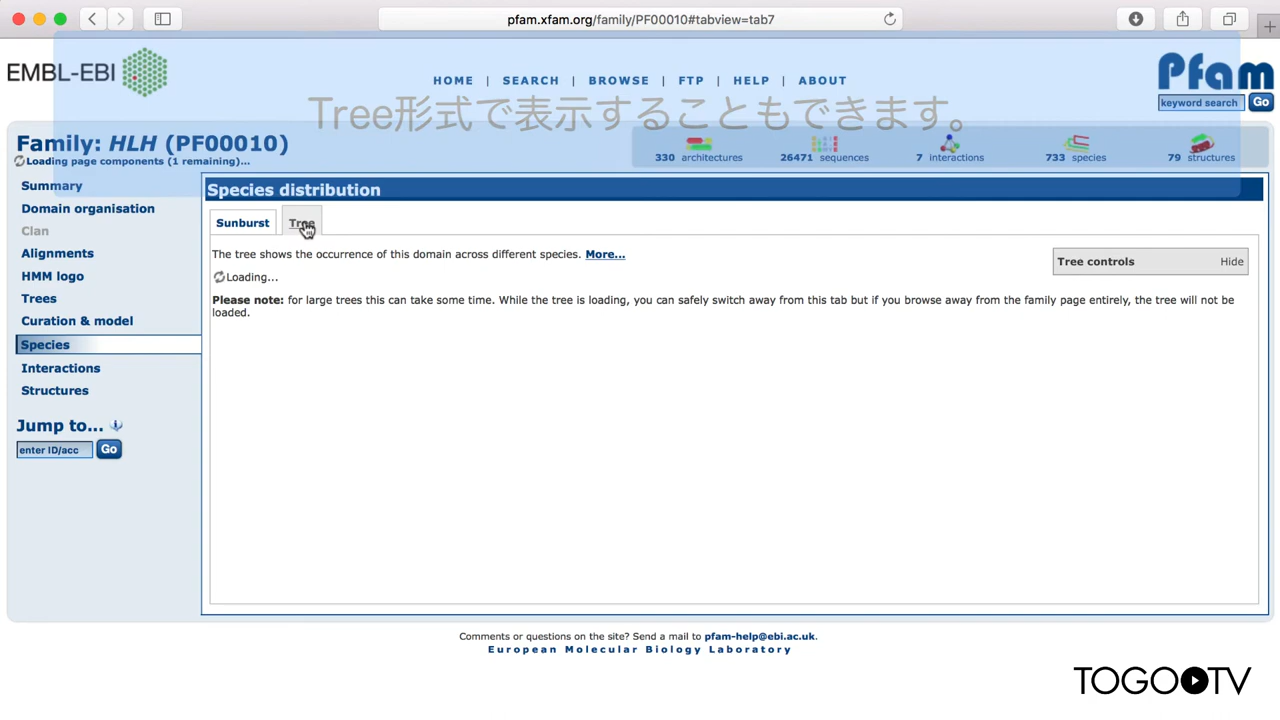 pfam.xfam.org/family/PF00010#tabview=tab7
EMBL-EBI
HOME | SEARCH | BROWSE | FTP | HELP | ABOUT
Pfam
keyword search Go
Tree形式で表示することもできます。
Family: HLH (PF00010)
Loading page components (1 remaining)...
330 architectures
26471 sequences
7 interactions
733 species
79 structures
Summary
Domain organisation
Clan
Alignments
HMM logo
Trees
Curation & model
Species
Interactions
Structures
Jump to...
enter ID/acc Go
Species distribution
Sunburst Tree
The tree shows the occurrence of this domain across different species. More...
Tree controls Hide
Loading...
Please note: for large trees this can take some time. While the tree is loading, you can safely switch away from this tab but if you browse away from the family page entirely, the tree will not be
loaded.
Comments or questions on the site? Send a mail to pfam-help@ebi.ac.uk.
European Molecular Biology Laboratory
TOGOTV